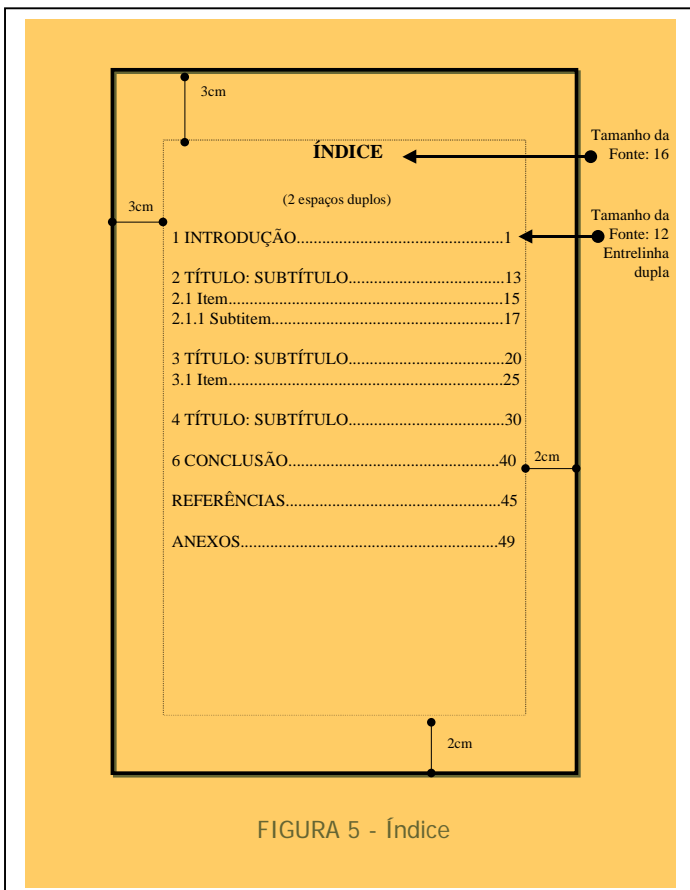 3cm
ÍNDICE
Tamanho da
Fonte: 16
3cm
(2 espaços duplos)
Tamanho da
Fonte: 12
Entrelinha
dupla
1 INTRODUÇÃO..................................................1
2 TÍTULO: SUBTÍTULO......................................13
2.1 Item...................................................................15
2.1.1 Subtitem........................................................17
3 TÍTULO: SUBTÍTULO......................................20
3.1 Item...................................................................25
4 TÍTULO: SUBTÍTULO......................................30
6 CONCLUSÃO...................................................40
2cm
REFERÊNCIAS....................................................45
ANEXOS..............................................................49
2cm
FIGURA 5 - Índice